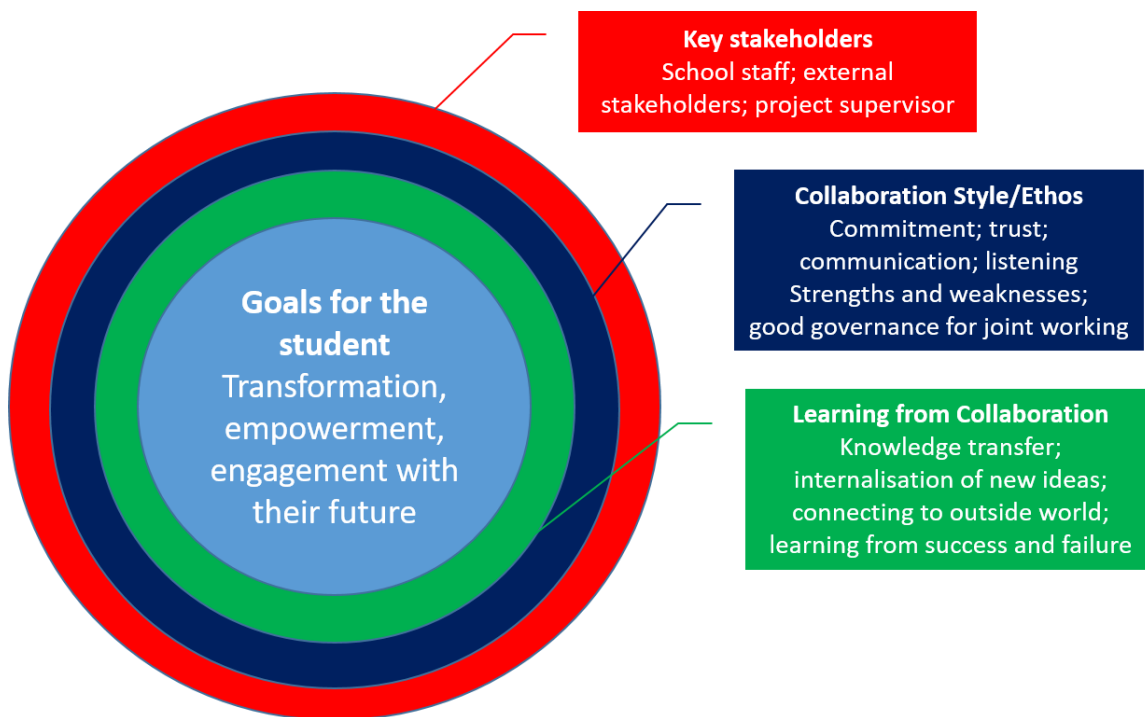 Key stakeholders
School staff; external
stakeholders; project supervisor
Collaboration Style/Ethos
Commitment; trust;
communication; listening
Strengths and weaknesses;
good governance for joint working
Goals for the
student
Transformation,
empowerment,
engagement with
their future
Learning from Collaboration
Knowledge transfer;
internalisation of new ideas;
connecting to outside world;
learning from success and failure